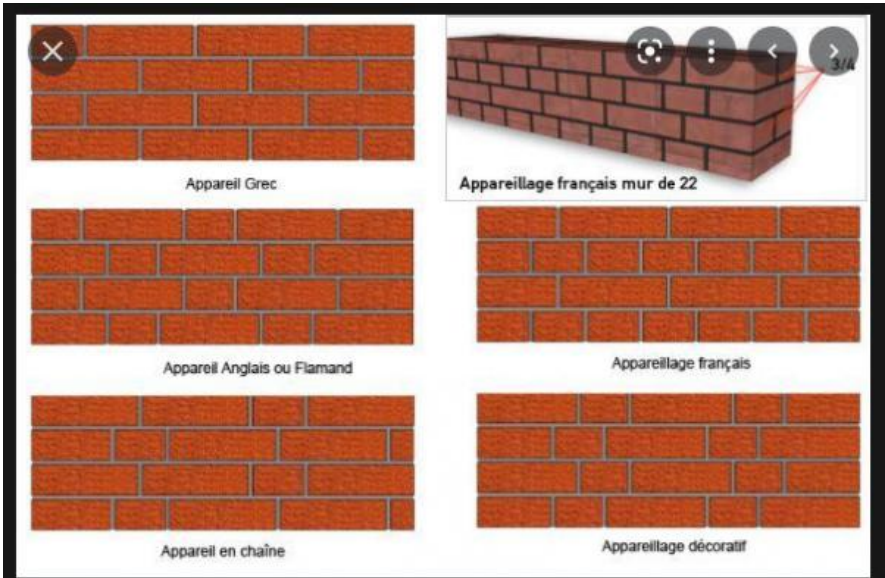 3/4
Appareil Grec
Appareillage français mur de 22
Appareil Anglais ou Flamand
Appareillage français
Appareil en chaîne
Appareillage décoratif